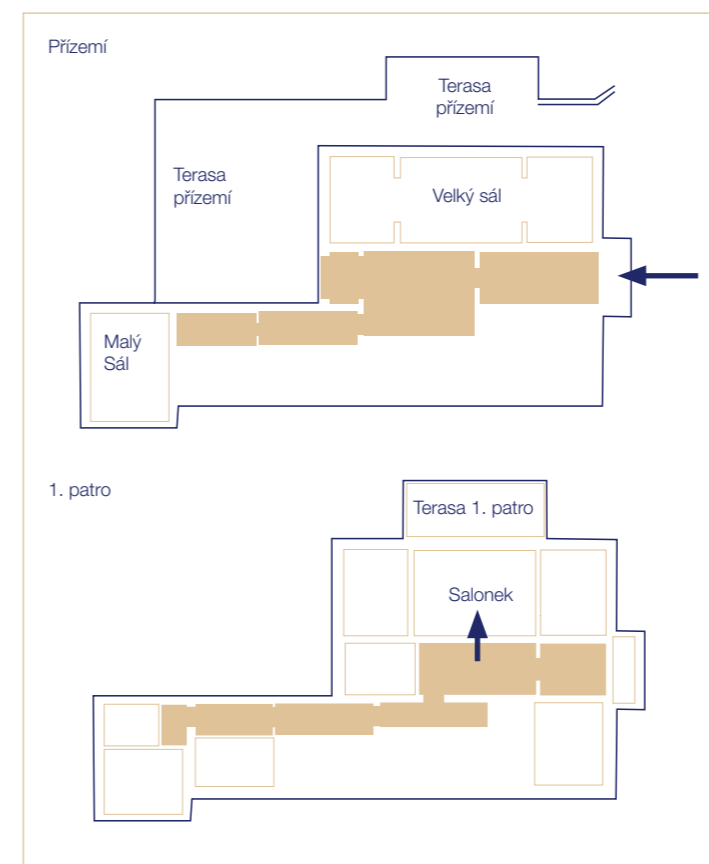 Přízemí
Terasa
přízemí
Terasa
přízemí
Velký sál
Malý
Sál
1. patro
Terasa 1. patro
Salonek